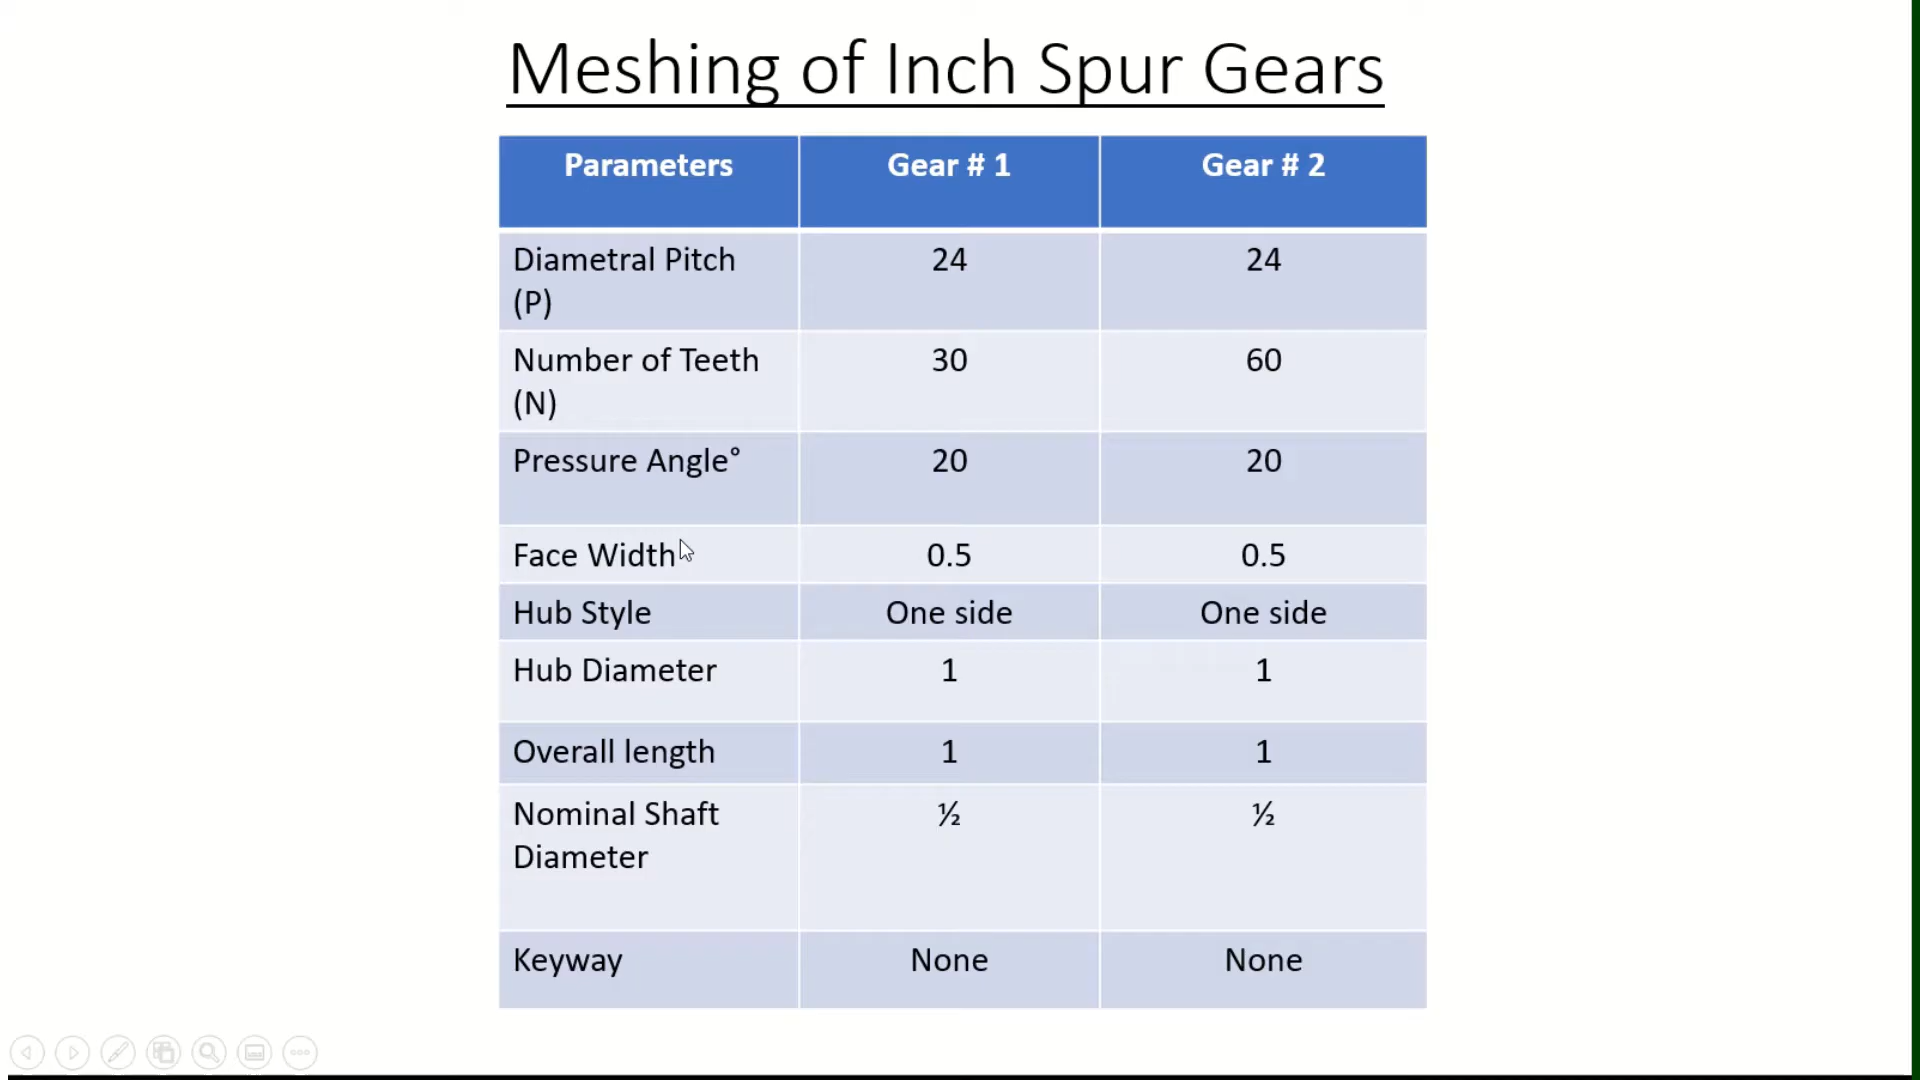 Meshing of Inch Spur Gears
Parameters Gear # 1 Gear # 2
Diametral Pitch 24 24
(P)
Number of Teeth 30 60
(N)
Pressure Angle° 20 20
Face Width 0.5 0.5
Hub Style One side One side
Hub Diameter 1 1
Overall length 1 1
Nominal Shaft ½ ½
Diameter
Keyway None None